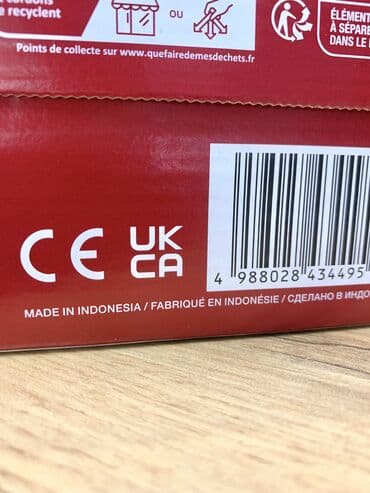 recyclent
OU
Points de collecte sur www.quefairedemesdechets.fr
ÉLÉMENT
À SÉPARE
DANS LE
CE UK
CA
4 988028 434495
MADE IN INDONESIA / FABRIQUÉ EN INDONÉSIE / СДЕЛАНО В ИНДО